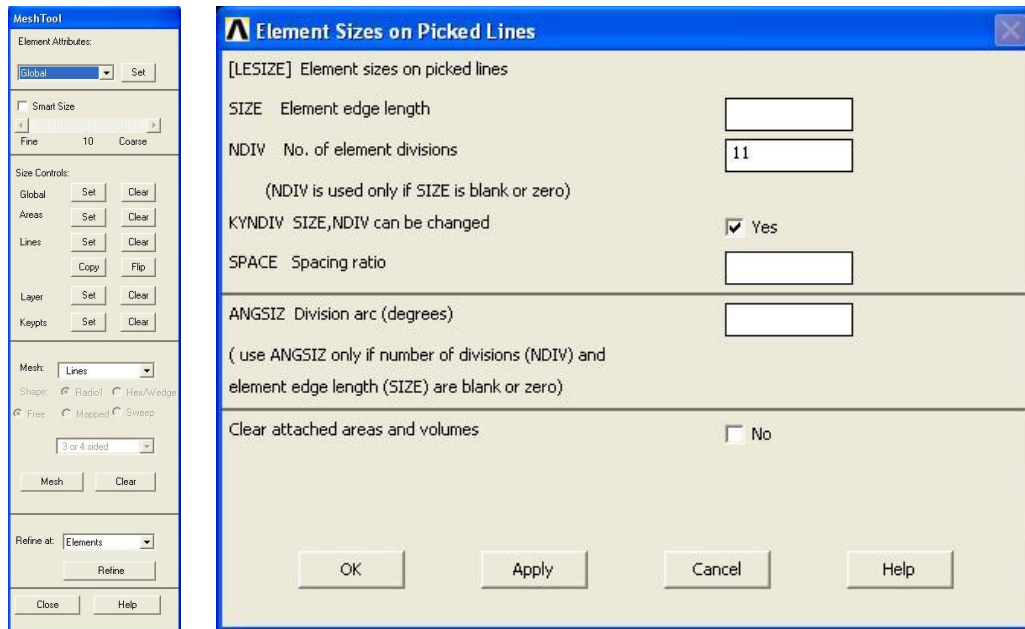 MeshTool
Element Attributes:
Global Set
Smart Size
Fine 10 Coarse
Size Controls:
Global Set Clear
Areas Set Clear
Lines Set Clear
Copy Flip
Layer Set Clear
Keypts Set Clear
Mesh: Lines
Shape: Radio1 Hex/Wedge
Free Mapped Sweep
3 or 4 sided
Mesh Clear
Refine at: Elements
Refine
Close Help
Element Sizes on Picked Lines
[LESIZE] Element sizes on picked lines
SIZE Element edge length
NDIV No. of element divisions 11
(NDIV is used only if SIZE is blank or zero)
KYNDIV SIZE,NDIV can be changed Yes
SPACE Spacing ratio
ANGSIZ Division arc (degrees)
( use ANGSIZ only if number of divisions (NDIV) and
element edge length (SIZE) are blank or zero)
Clear attached areas and volumes No
OK Apply Cancel Help